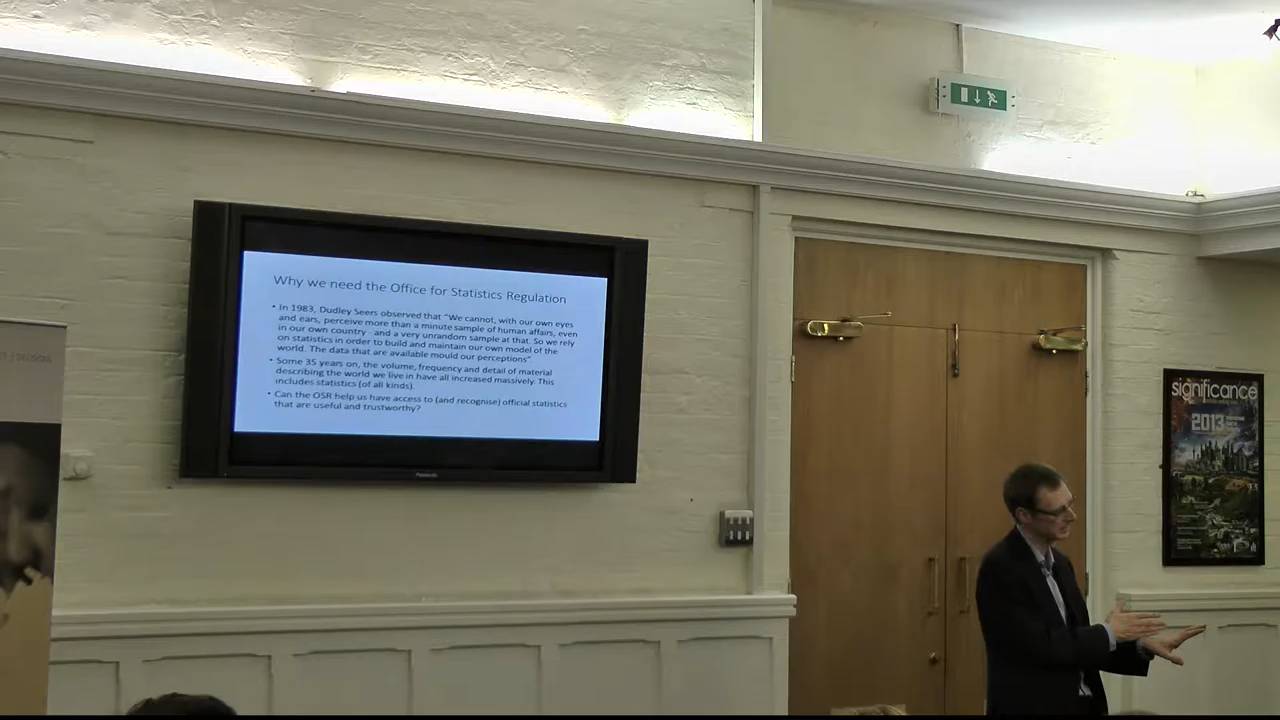 Why we need the Office for Statistics Regulation
• In 1983, Dudley Seers observed that "We cannot, with our own eyes
and ears, perceive more than a minute sample of human affairs, even
in our own country - and a very unrandom sample at that. So we rely
on statistics in order to build and maintain our own model of the
world. The data that are available mould our perceptions"
• Some 35 years on, the volume, frequency and detail of material
describing the world we live in have all increased massively. This
includes statistics (of all kinds).
• Can the OSR help us have access to (and recognise) official statistics
that are useful and trustworthy?
Panasonic
significance
2013